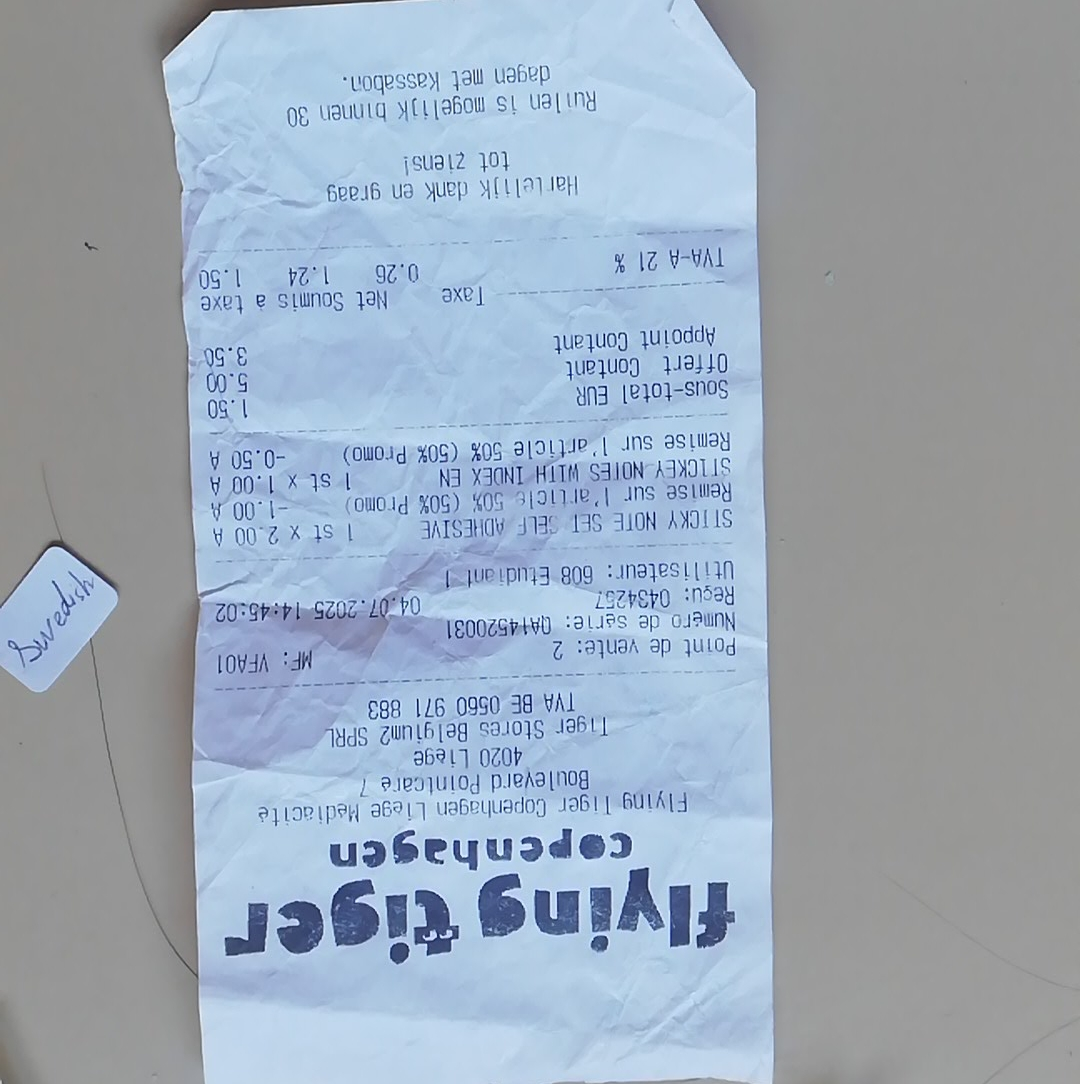 flying tiger
copenhagen
Flying Tiger Copenhagen Liege Mediacite
Boulevard Pointcare 7
4020 Liege
Tiger Stores Belgium2 SPRL
TVA BE 0560 971 883
Point de vente: 2 MF: VFA01
Numéro de série: QA14520031
Reçu: 0434257 04.07.2025 14:45:02
Utilisateur: 608 Etudiant 1
STICKY NOTE SET SELF ADHESIVE 1 st x 2.00 A
Remise sur l'article 50% (50% Promo) -1.00 A
STICKEY NOTES WITH INDEX EN 1 st x 1.00 A
Remise sur l'article 50% (50% Promo) -0.50 A
Sous-total EUR 1.50
Offert Contant 5.00
Appoint Contant 3.50
Taxe Net Soumis à taxe
TVA-A 21 % 0.26 1.24 1.50
Hartelijk dank en graag
tot ziens!
Ruilen is mogelijk binnen 30
dagen met kassabon.
Swedish